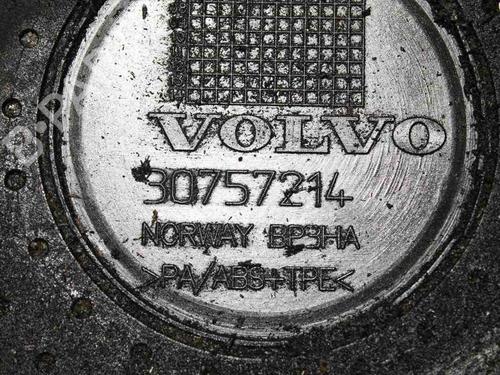 VOLVO
30757214
NORWAY BP3HA
>PA/ABS+TPE<